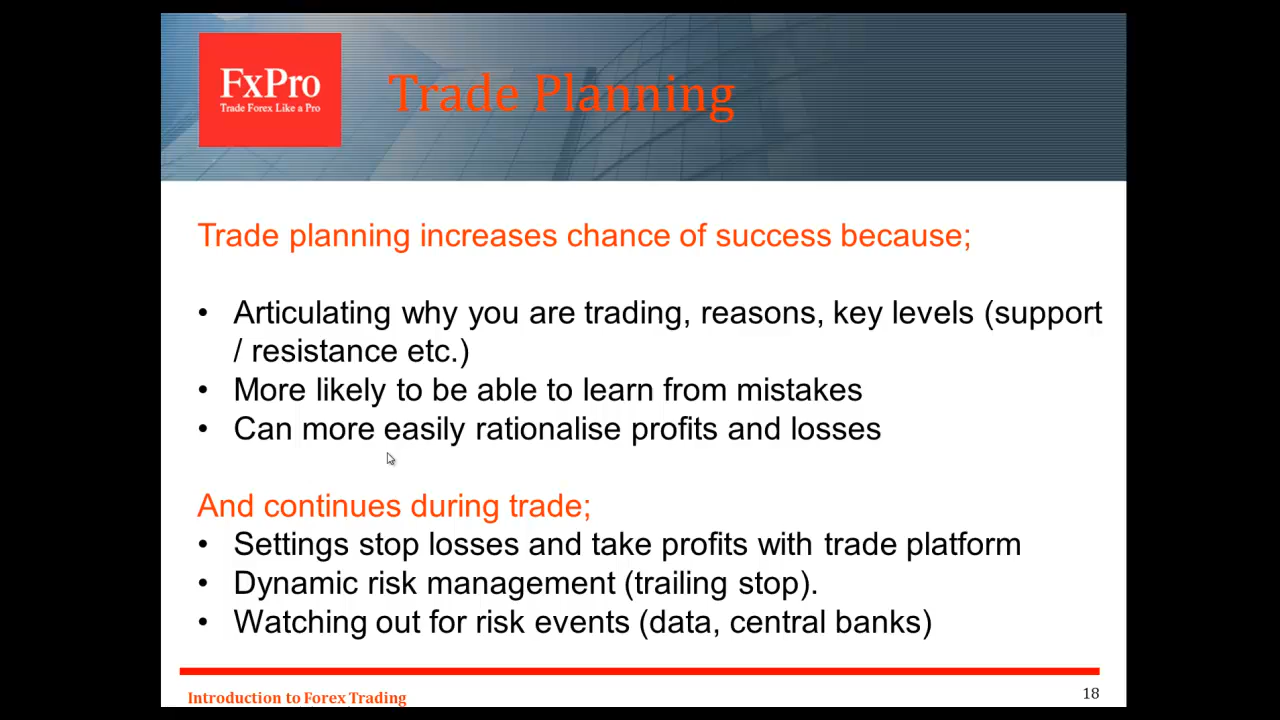 FxPro
Trade Forex Like a Pro
Trade Planning
Trade planning increases chance of success because;
• Articulating why you are trading, reasons, key levels (support
/ resistance etc.)
• More likely to be able to learn from mistakes
• Can more easily rationalise profits and losses
And continues during trade;
• Settings stop losses and take profits with trade platform
• Dynamic risk management (trailing stop).
• Watching out for risk events (data, central banks)
Introduction to Forex Trading
18